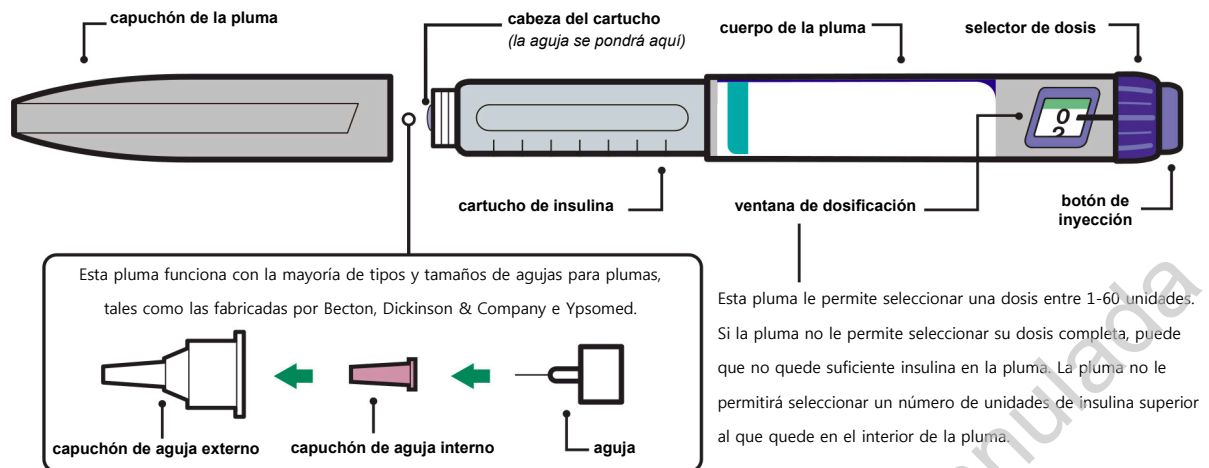 capuchón de la pluma
cabeza del cartucho
(la aguja se pondrá aquí)
cuerpo de la pluma
selector de dosis
0
2
cartucho de insulina
ventana de dosificación
botón de
inyección
Esta pluma funciona con la mayoría de tipos y tamaños de agujas para plumas,
tales como las fabricadas por Becton, Dickinson & Company e Ypsomed.
capuchón de aguja externo
capuchón de aguja interno
aguja
Esta pluma le permite seleccionar una dosis entre 1-60 unidades.
Si la pluma no le permite seleccionar su dosis completa, puede
que no quede suficiente insulina en la pluma. La pluma no le
permitirá seleccionar un número de unidades de insulina superior
al que quede en el interior de la pluma.
anulada